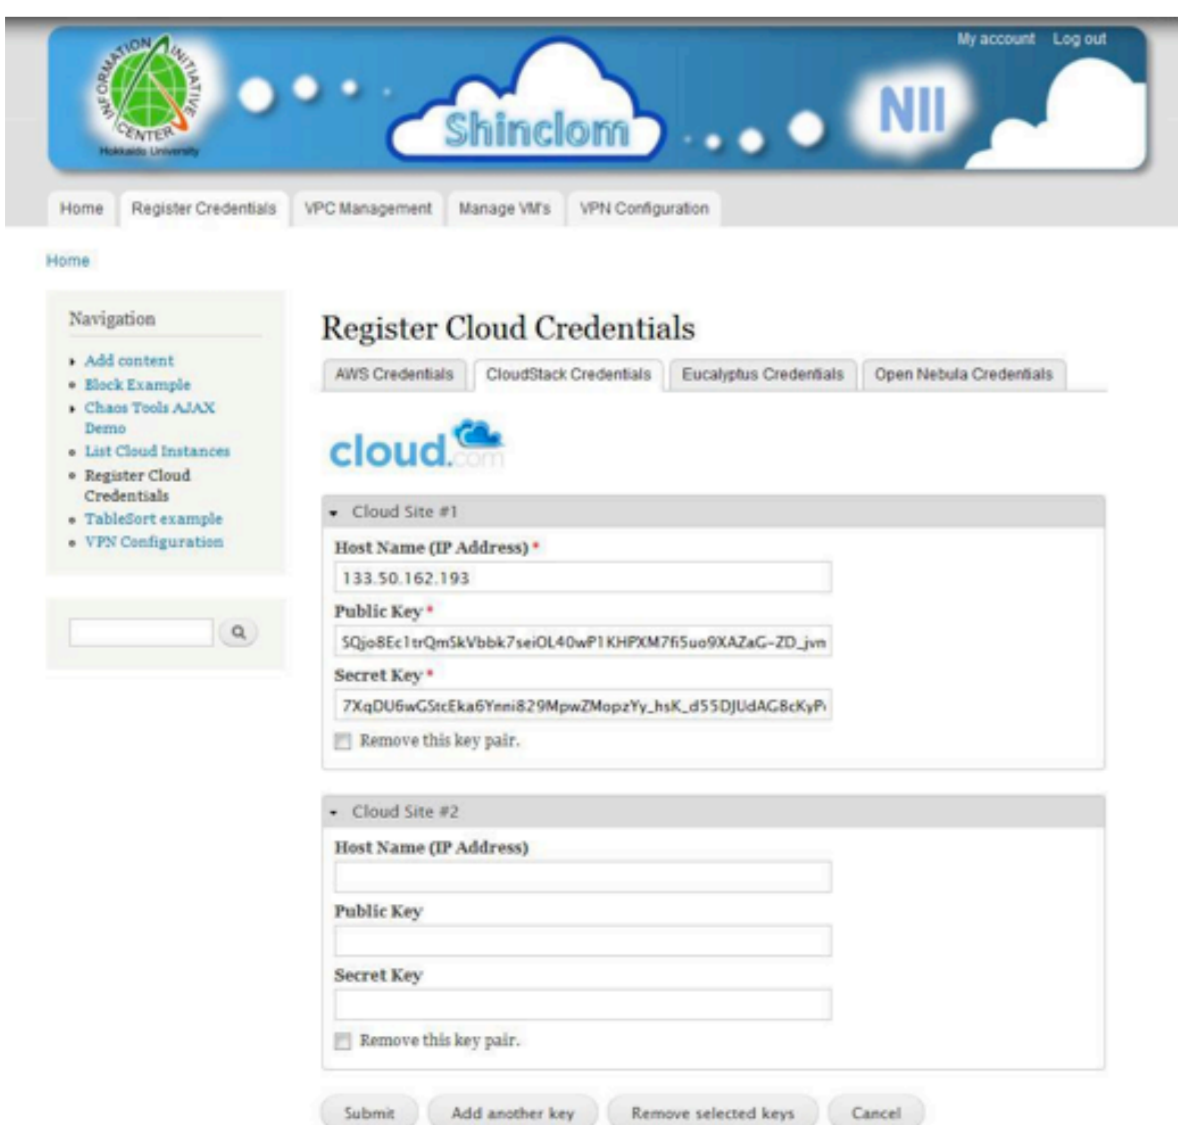 My account Log out
INFORMATION INITIATIVE CENTER
Hokkaido University
Shinclom
NII
Home Register Credentials VPC Management Manage VM's VPN Configuration
Home
Navigation
Add content
Block Example
Chaos Tools AJAX
Demo
List Cloud Instances
Register Cloud
Credentials
TableSort example
VPN Configuration
Register Cloud Credentials
AWS Credentials CloudStack Credentials Eucalyptus Credentials Open Nebula Credentials
cloud.com
Cloud Site #1
Host Name (IP Address) *
133.50.162.193
Public Key *
SQjo8Ec1trQmSkVbbk7seiOL40wP1KHPXM7fi5uo9XAZaG-ZD_jvm
Secret Key *
7XqDU6wGStcEka6Ynni829MpwZMopzYy_hsK_d55DJUdAG8cKyP
Remove this key pair.
Cloud Site #2
Host Name (IP Address)
Public Key
Secret Key
Remove this key pair.
Submit Add another key Remove selected keys Cancel